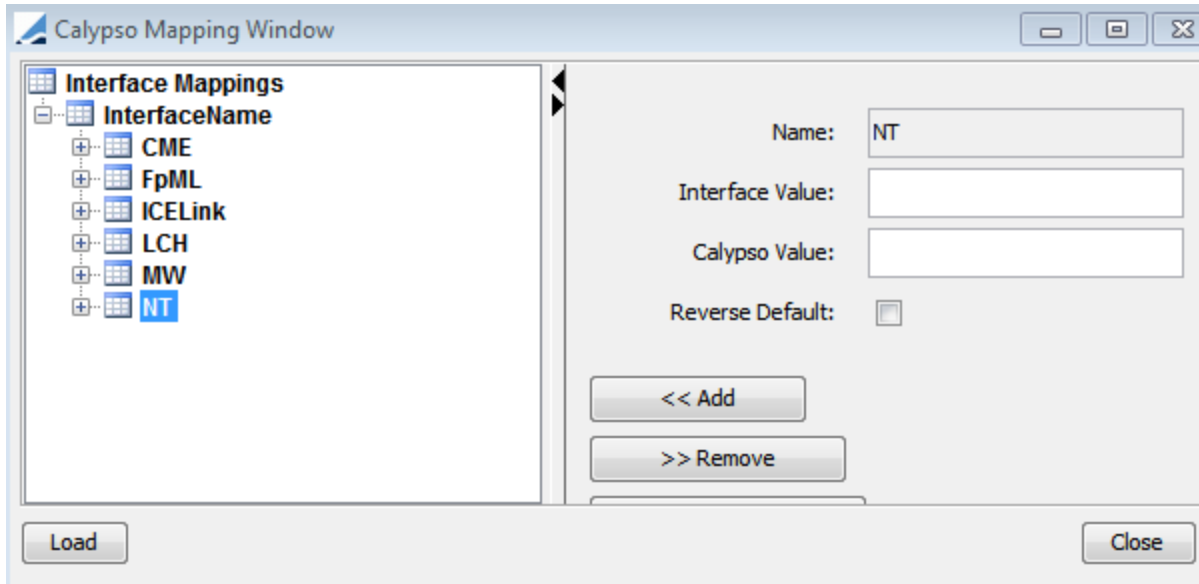 Calypso Mapping Window
Interface Mappings
InterfaceName
CME
FpML
ICELink
LCH
MW
NT
Name: NT
Interface Value:
Calypso Value:
Reverse Default:
<< Add
>> Remove
Load
Close